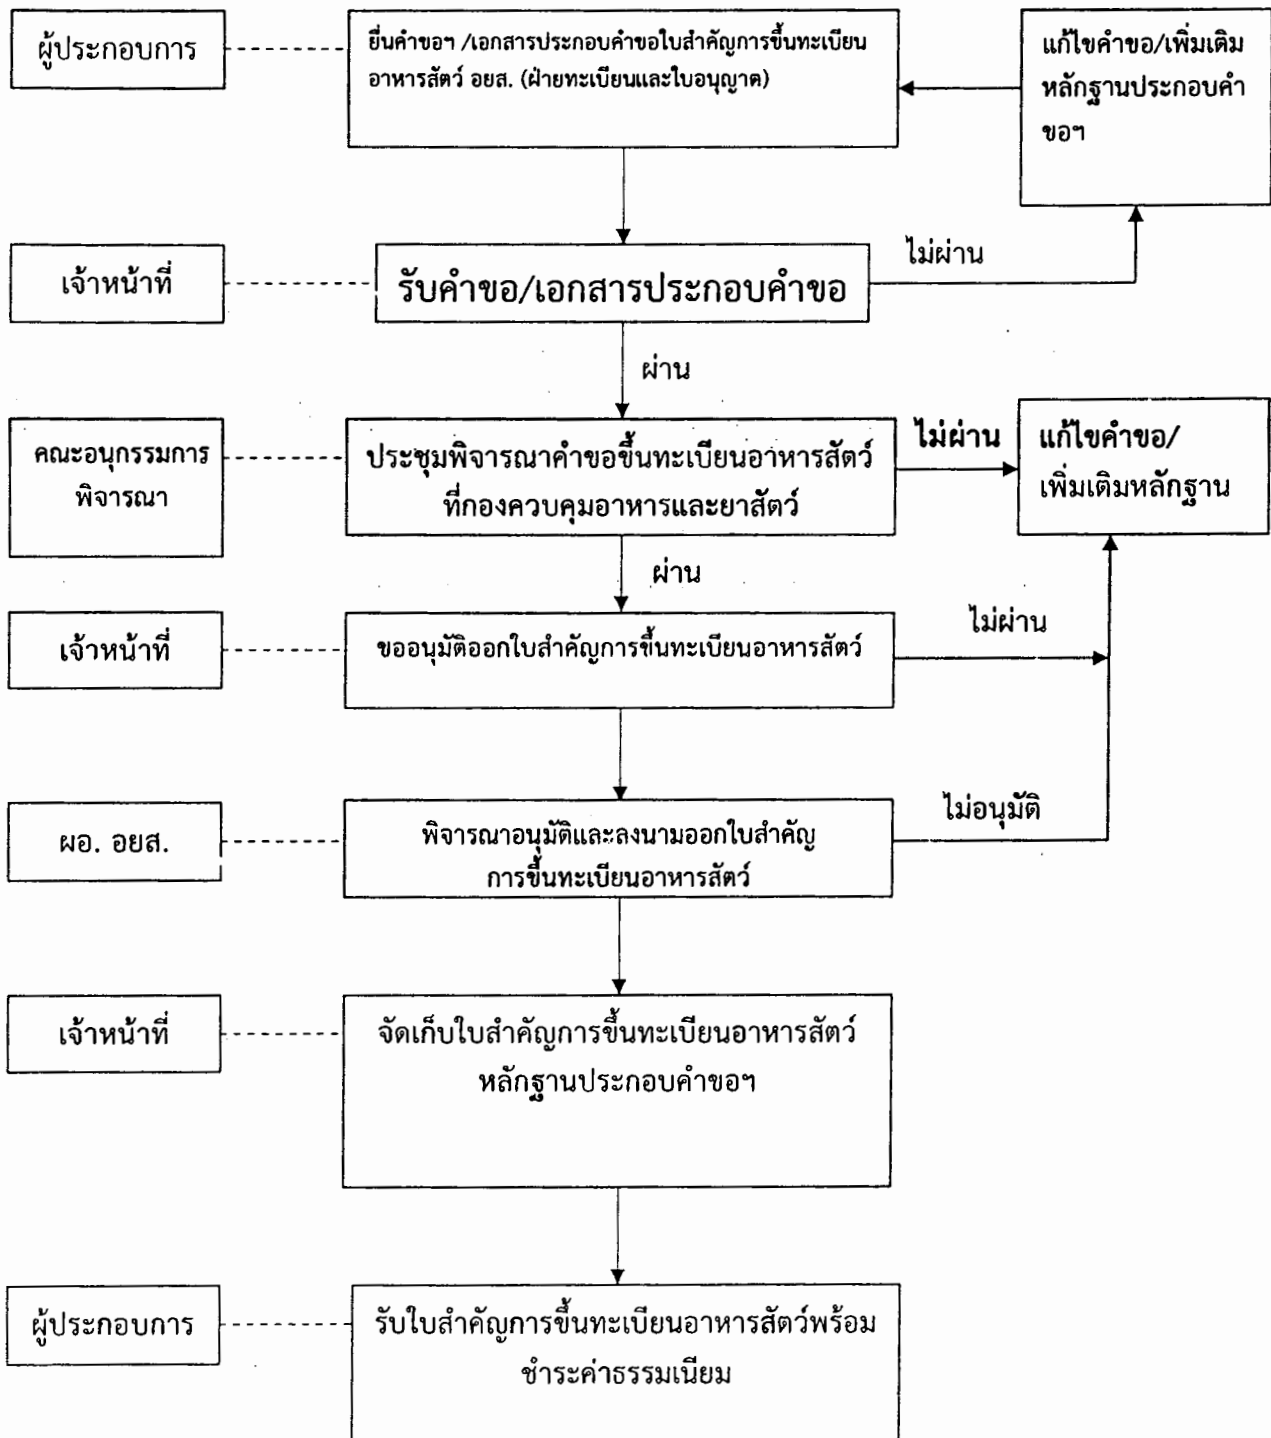 ผู้ประกอบการ
ยื่นคำขอฯ /เอกสารประกอบคำขอใบสำคัญการขึ้นทะเบียน
อาหารสัตว์ อยส. (ฝ่ายทะเบียนและใบอนุญาต)
แก้ไขคำขอ/เพิ่มเติม
หลักฐานประกอบคำ
ขอฯ
เจ้าหน้าที่
รับคำขอ/เอกสารประกอบคำขอ
ไม่ผ่าน
ผ่าน
คณะอนุกรรมการ
พิจารณา
ประชุมพิจารณาคำขอขึ้นทะเบียนอาหารสัตว์
ที่กองควบคุมอาหารและยาสัตว์
ไม่ผ่าน
แก้ไขคำขอ/
เพิ่มเติมหลักฐาน
ผ่าน
เจ้าหน้าที่
ขออนุมัติออกใบสำคัญการขึ้นทะเบียนอาหารสัตว์
ไม่ผ่าน
ผอ. อยส.
พิจารณาอนุมัติและลงนามออกใบสำคัญ
การขึ้นทะเบียนอาหารสัตว์
ไม่อนุมัติ
เจ้าหน้าที่
จัดเก็บใบสำคัญการขึ้นทะเบียนอาหารสัตว์
หลักฐานประกอบคำขอฯ
ผู้ประกอบการ
รับใบสำคัญการขึ้นทะเบียนอาหารสัตว์พร้อม
ชำระค่าธรรมเนียม